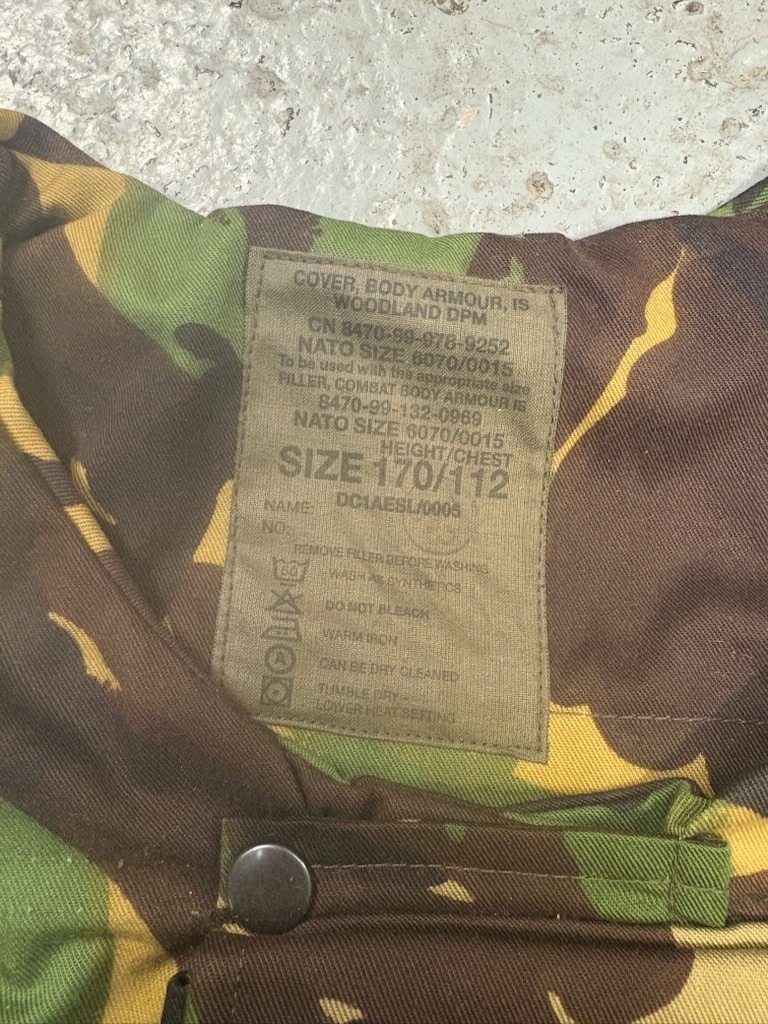 COVER, BODY ARMOUR, IS
WOODLAND DPM
CN 8470-99-978-9252
NATO SIZE 6070/0015
To be used with the appropriate size
FILLER, COMBAT BODY ARMOUR IS
8470-99-132-0969
NATO SIZE 6070/0015
HEIGHT/CHEST
SIZE 170/112
DC1AESL/0005
NAME:
NO:
REMOVE FILLER BEFORE WASHING
WASH AS SYNTHETICS
DO NOT BLEACH
WARM IRON
A
CAN BE DRY CLEANED
TUMBLE DRY -
LOWER HEAT SETTING